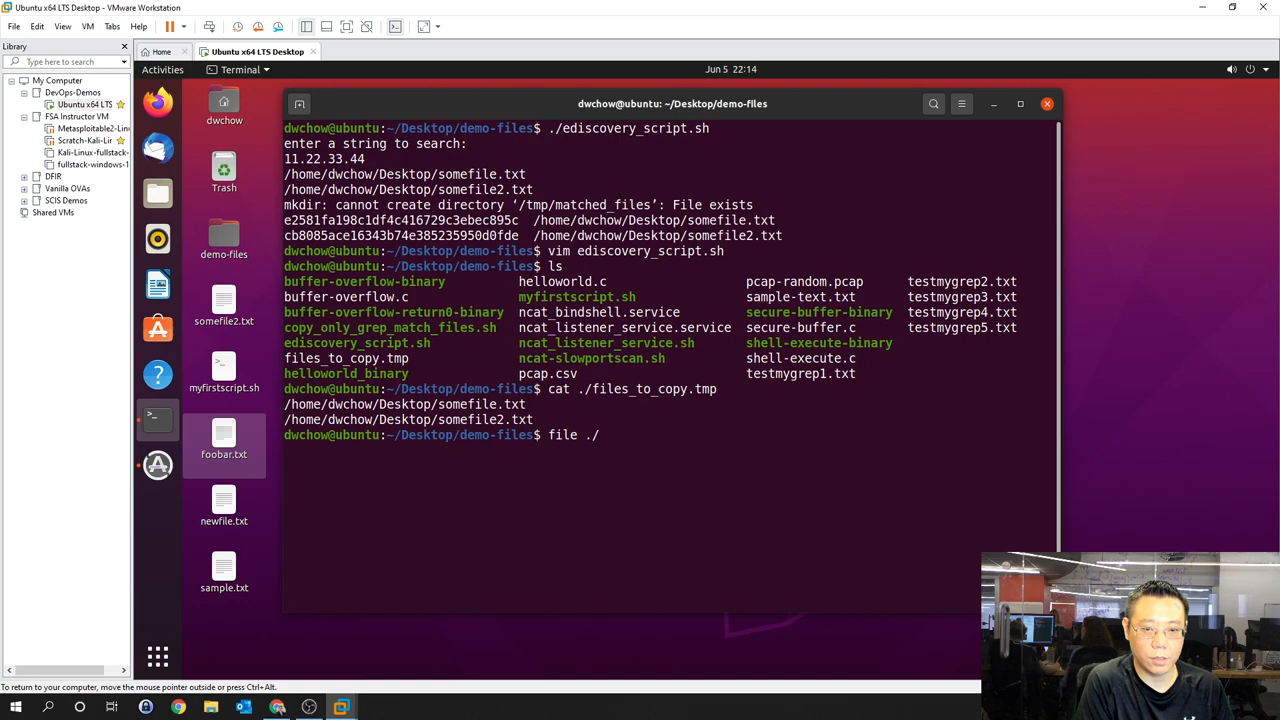 Ubuntu x64 LTS Desktop - VMware Workstation
File Edit View VM Tabs Help
Library
Type here to search
My Computer
DevOps-Demos
Ubuntu x64 LTS
FSA Instructor VM
Metasploitable2-Lin
Scratch-Kali-Lir
Kali-Linux-fullstack-
fullstack-windows-1
DFIR
Vanilla OVAs
SCIS Demos
Shared VMs
Home
Ubuntu x64 LTS Desktop
Activities
Terminal
Jun 5 22:14
dwchow
Trash
demo-files
somefile2.txt
myfirstscript.sh
foobar.txt
newfile.txt
sample.txt
dwchow@ubuntu: ~/Desktop/demo-files
dwchow@ubuntu:~/Desktop/demo-files$ ./ediscovery_script.sh
enter a string to search:
11.22.33.44
/home/dwchow/Desktop/somefile.txt
/home/dwchow/Desktop/somefile2.txt
mkdir: cannot create directory ‘/tmp/matched_files’: File exists
e2581fa198c1df4c416729c3ebec895c /home/dwchow/Desktop/somefile.txt
cb8085ace16343b74e385235950d0fde /home/dwchow/Desktop/somefile2.txt
dwchow@ubuntu:~/Desktop/demo-files$ vim ediscovery_script.sh
dwchow@ubuntu:~/Desktop/demo-files$ ls
buffer-overflow-binary helloworld.c pcap-random.pcap testmygrep2.txt
buffer-overflow.c myfirstscript.sh sample-text.txt testmygrep3.txt
buffer-overflow-return0-binary ncat_bindshell.service secure-buffer-binary testmygrep4.txt
copy_only_grep_match_files.sh ncat_listener_service.service secure-buffer.c testmygrep5.txt
ediscovery_script.sh ncat_listener_service.sh shell-execute-binary
files_to_copy.tmp ncat-slowportscan.sh shell-execute.c
helloworld_binary pcap.csv testmygrep1.txt
dwchow@ubuntu:~/Desktop/demo-files$ cat ./files_to_copy.tmp
/home/dwchow/Desktop/somefile.txt
/home/dwchow/Desktop/somefile2.txt
dwchow@ubuntu:~/Desktop/demo-files$ file ./
To return to your computer, move the mouse pointer outside or press Ctrl+Alt.